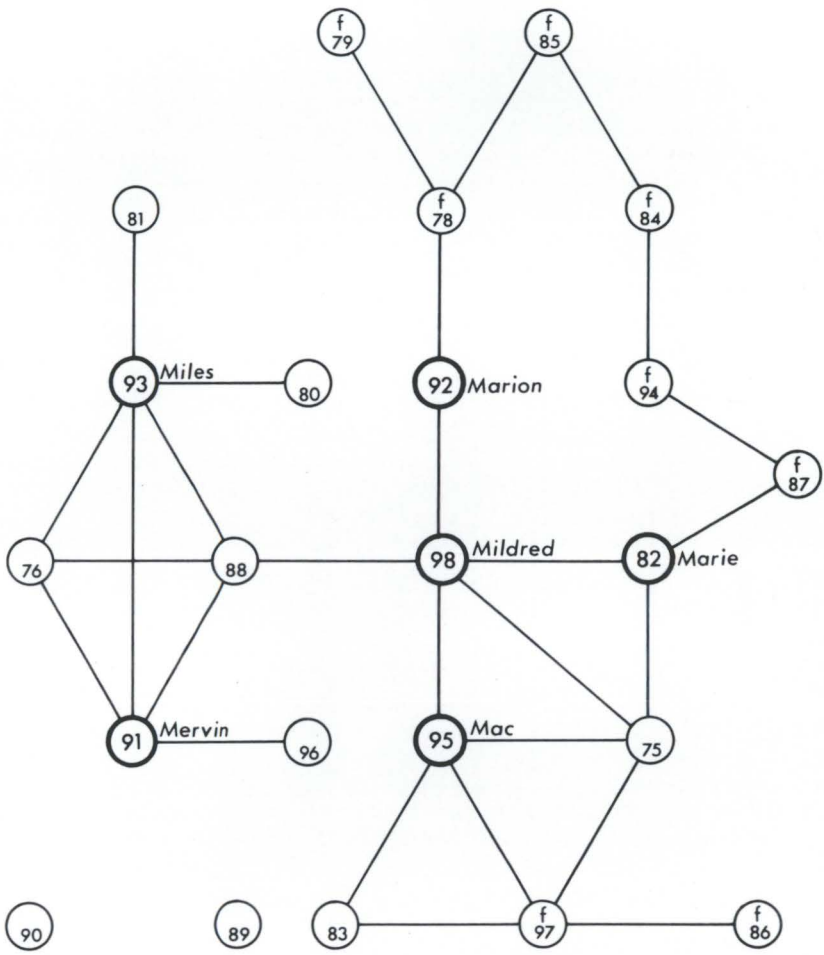 f
79
f
85
81
f
78
f
84
93 Miles
80
92 Marion
f
94
f
87
76
88
98 Mildred
82 Marie
91 Mervin
96
95 Mac
75
90
89
83
f
97
f
86